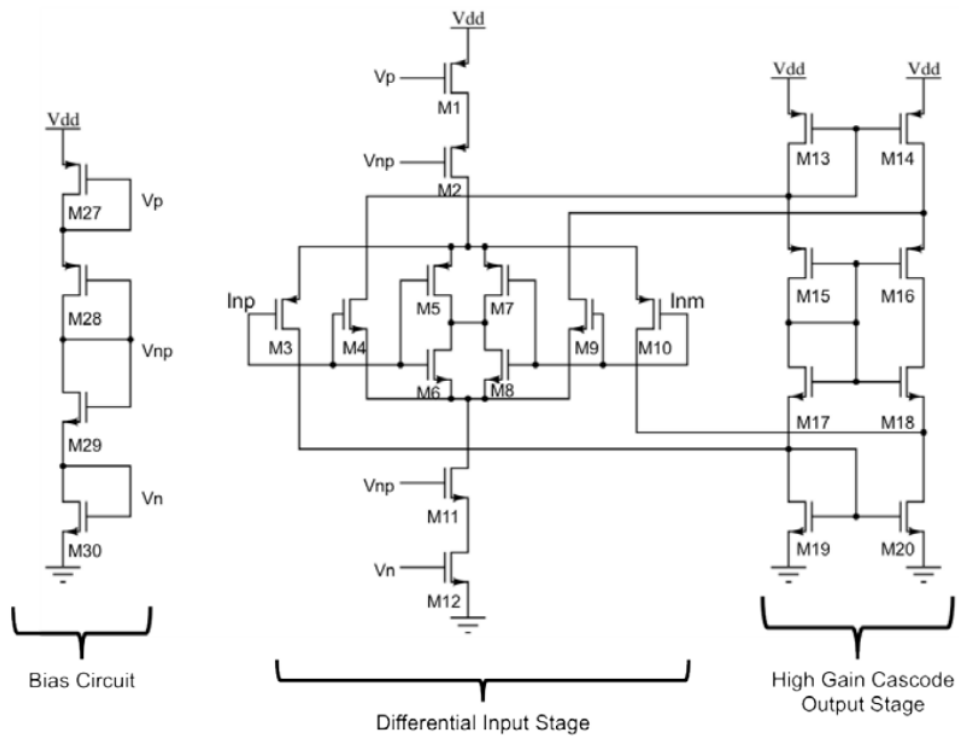 Vdd
Vp
M1
Vnp
M2
Vdd
M27
Vp
M28
Vnp
M29
Vn
M30
Inp
M3
M4
M5
M7
M6
M8
M9
M10
Inm
Vnp
M11
Vn
M12
Vdd
Vdd
M13
M14
M15
M16
M17
M18
M19
M20
Bias Circuit
Differential Input Stage
High Gain Cascode
Output Stage